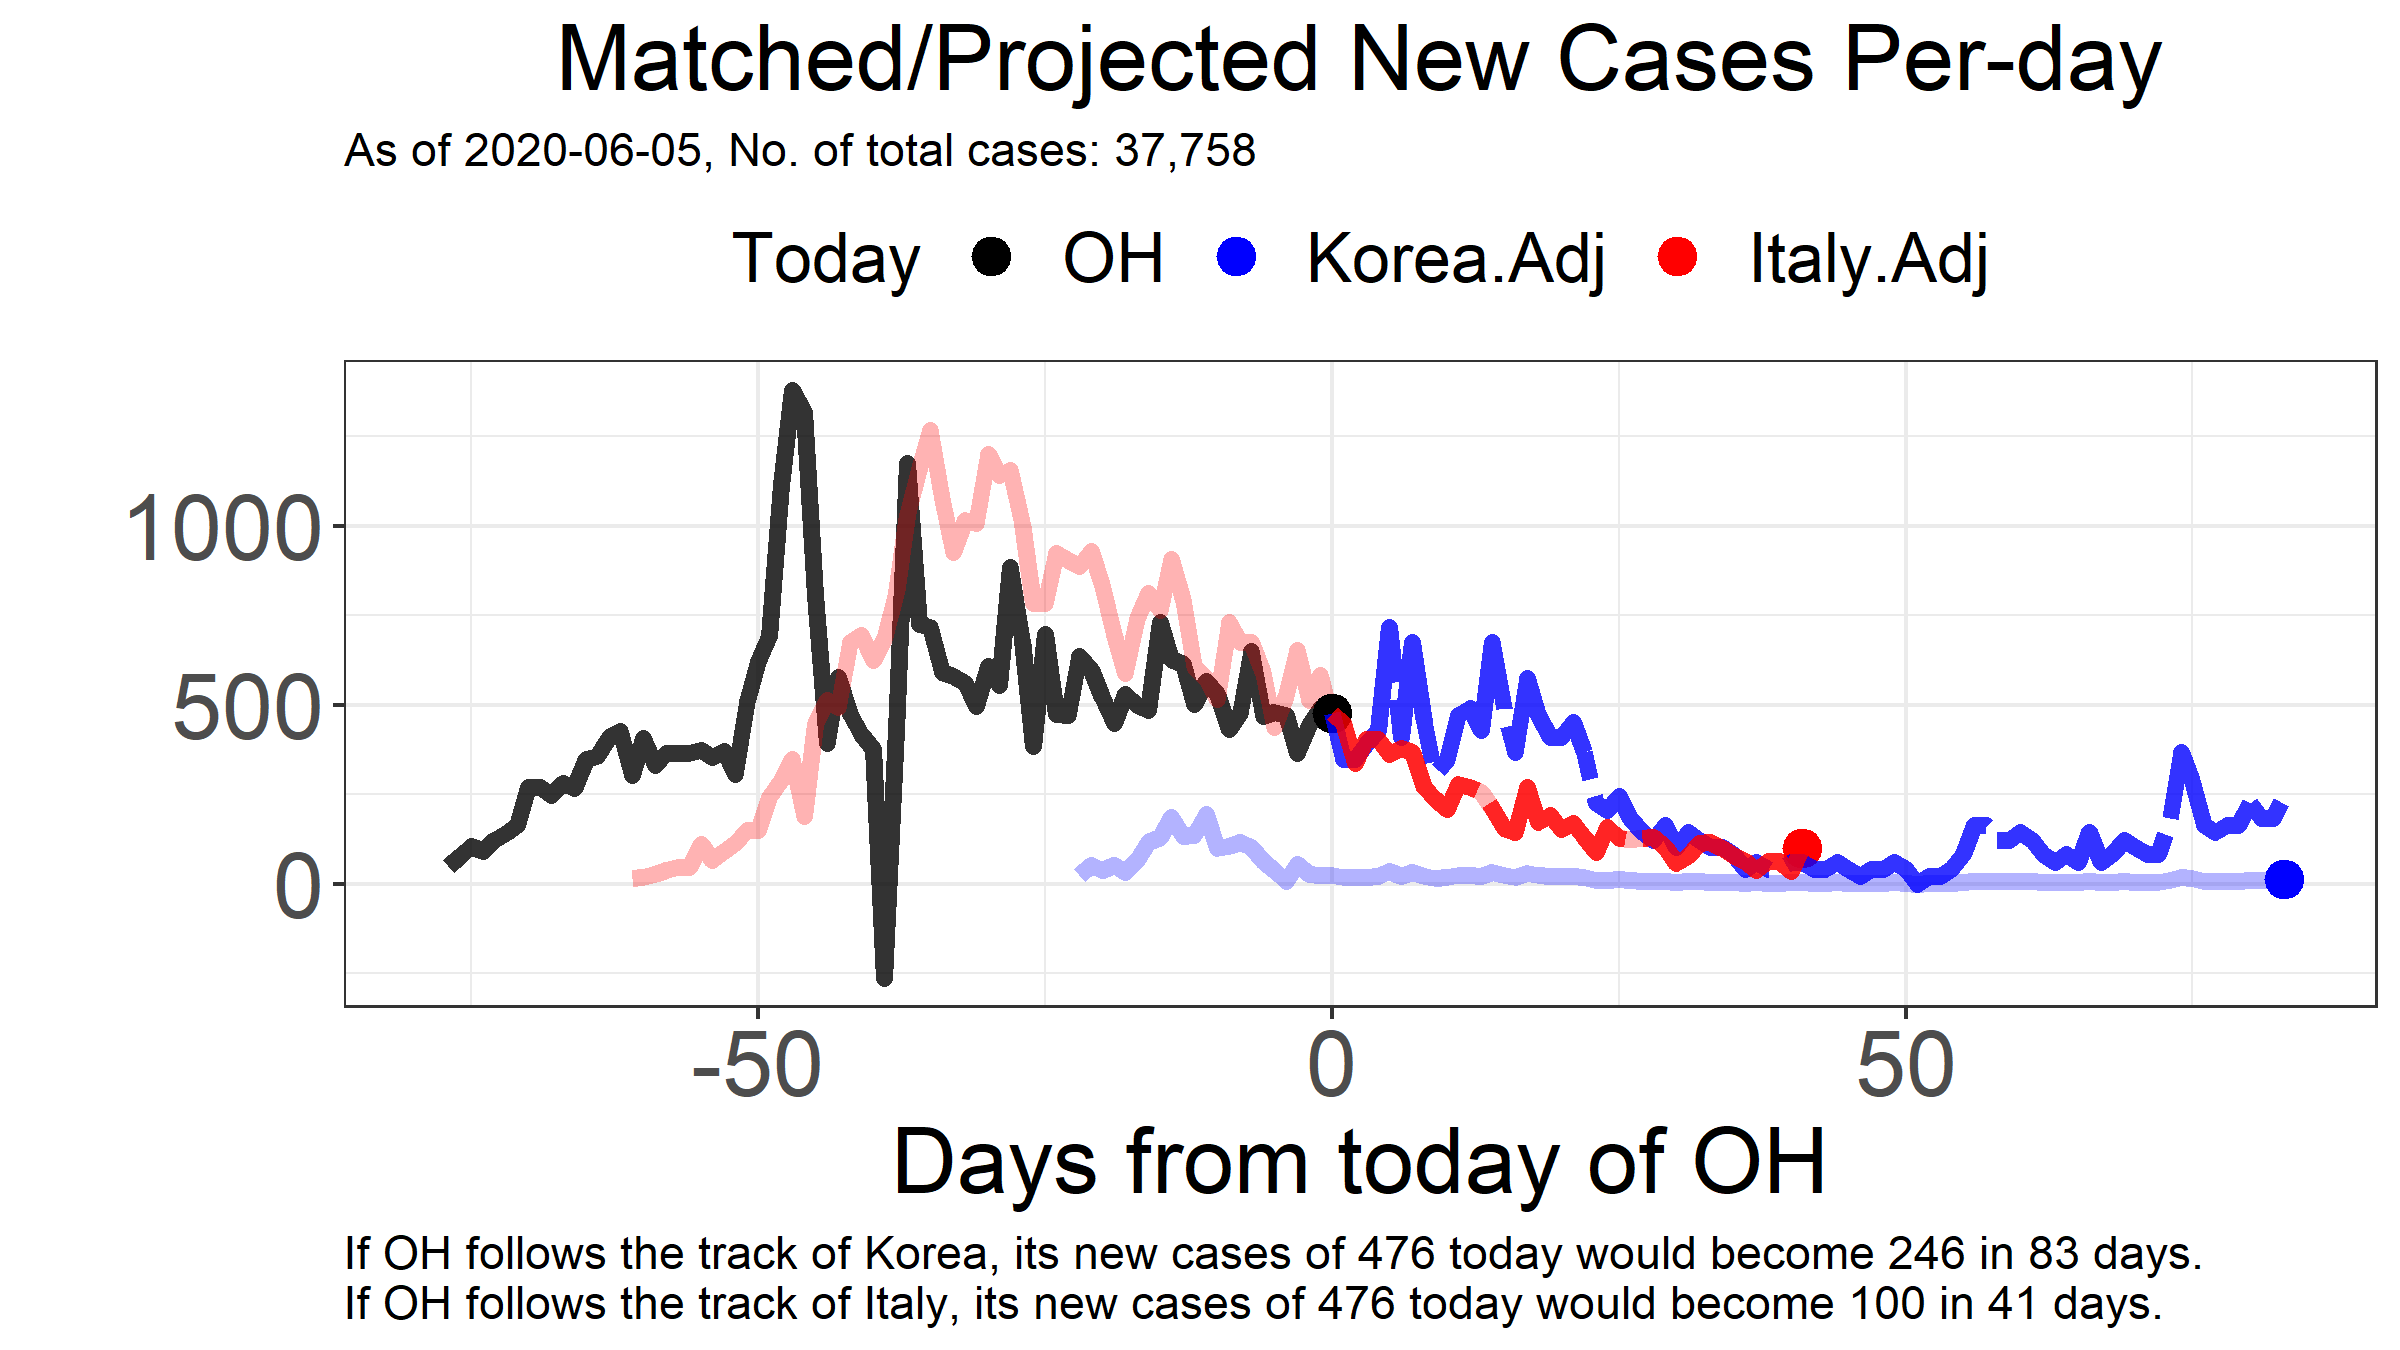 Matched/Projected New Cases Per-day
As of 2020-06-05, No. of total cases: 37,758
Today OH Korea.Adj Italy.Adj
1000
500
0
-50 0 50
Days from today of OH
If OH follows the track of Korea, its new cases of 476 today would become 246 in 83 days.
If OH follows the track of Italy, its new cases of 476 today would become 100 in 41 days.